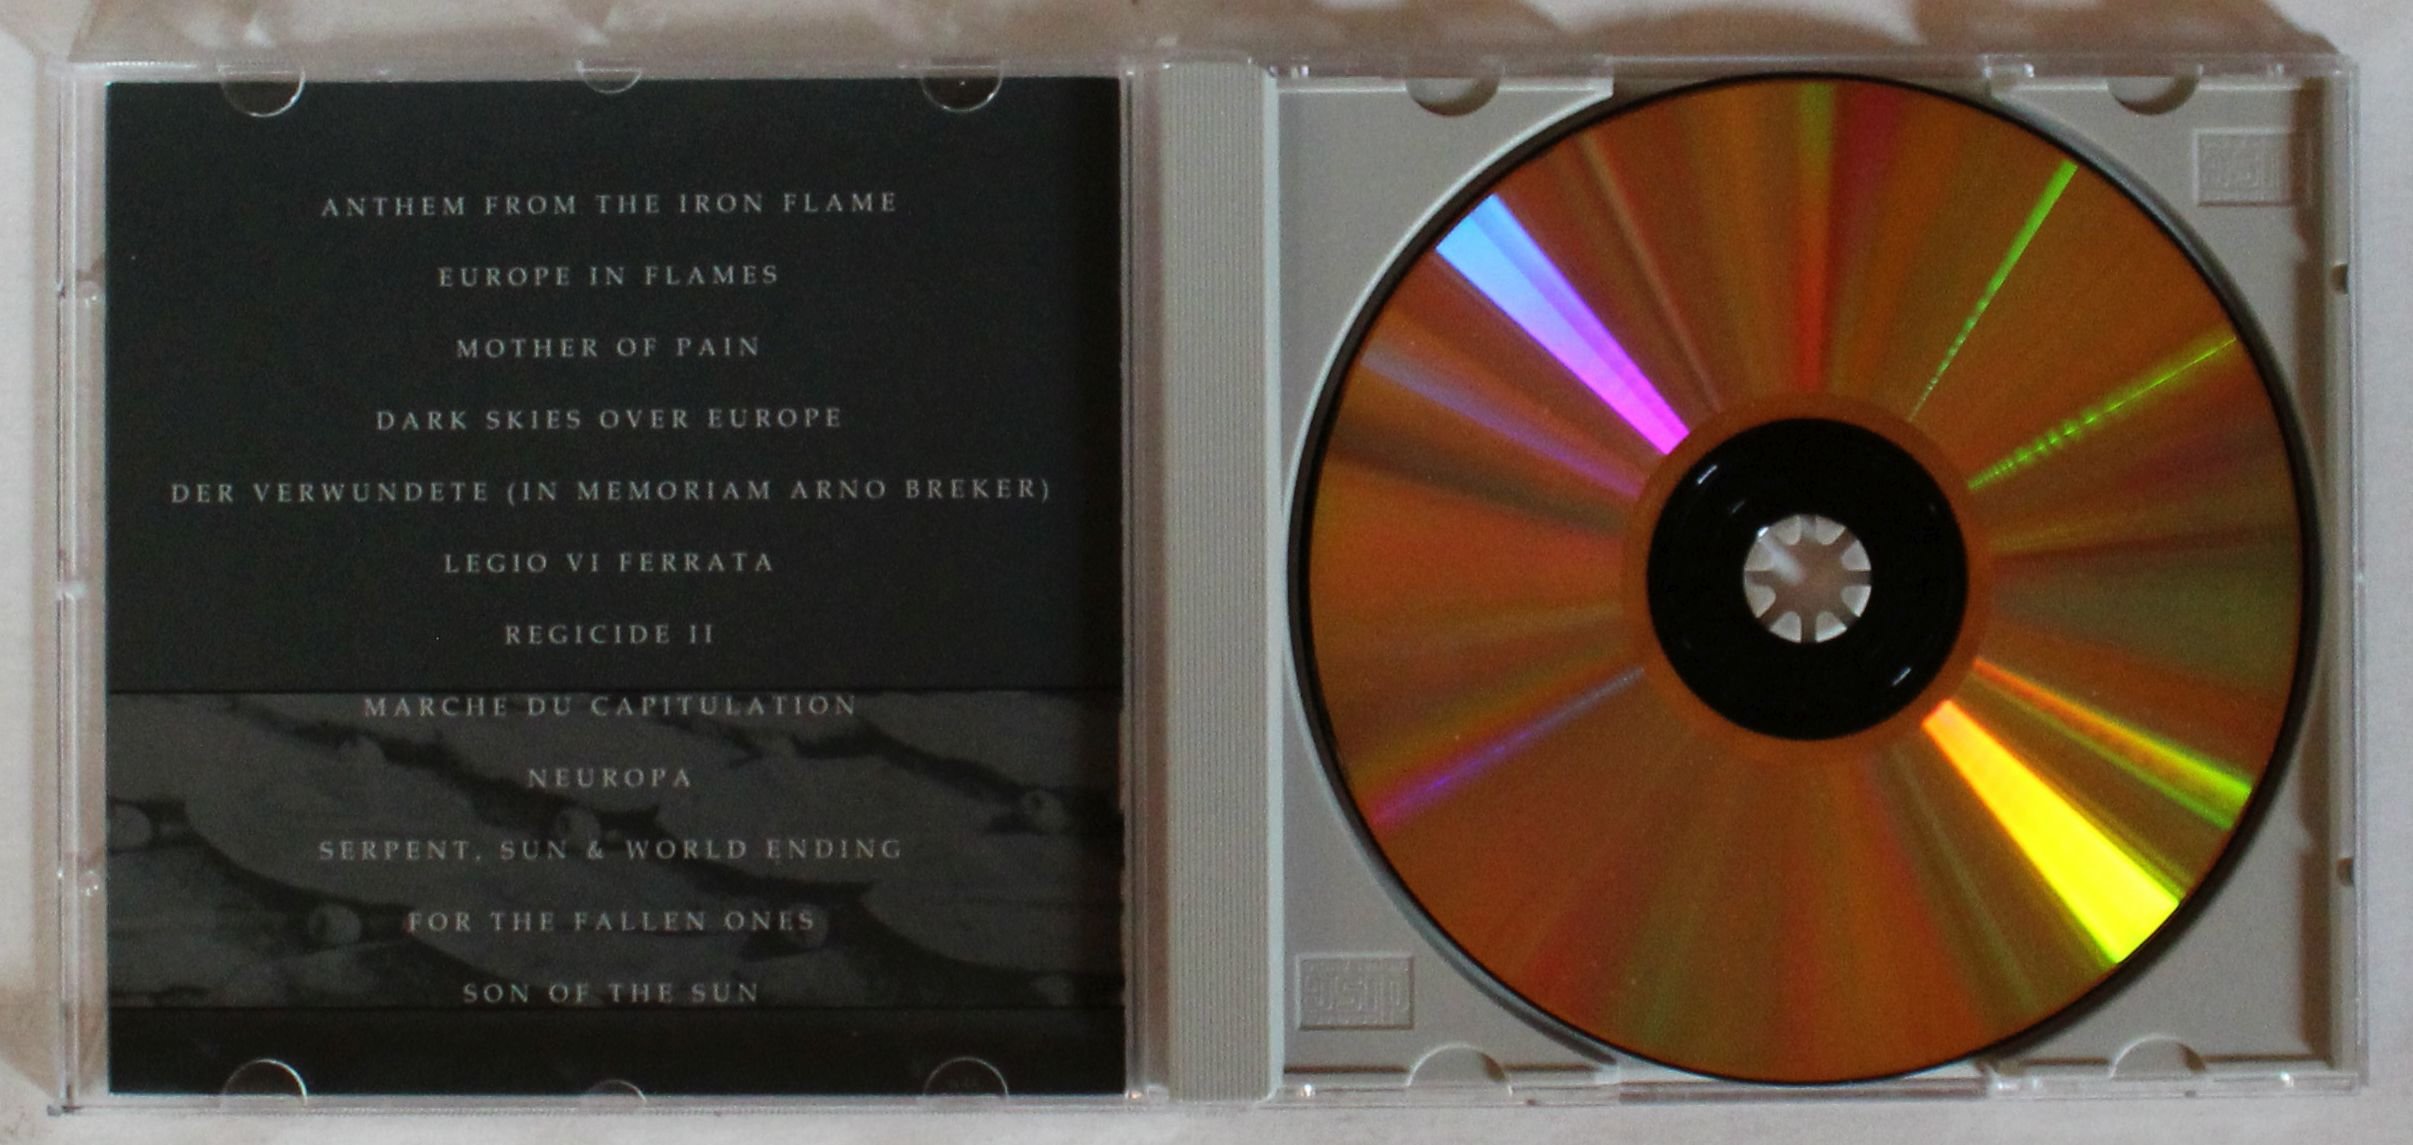 ANTHEM FROM THE IRON FLAME
EUROPE IN FLAMES
MOTHER OF PAIN
DARK SKIES OVER EUROPE
DER VERWUNDETE (IN MEMORIAM ARNO BREKER)
LEGIO VI FERRATA
REGICIDE II
MARCHE DU CAPITULATION
NEUROPA
SERPENT, SUN & WORLD ENDING
FOR THE FALLEN ONES
SON OF THE SUN